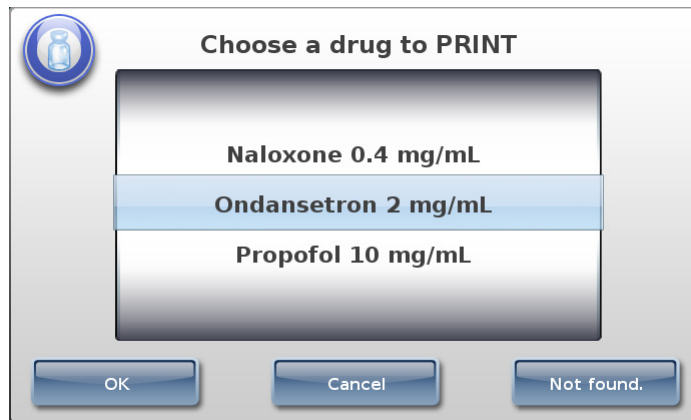 Choose a drug to PRINT
Naloxone 0.4 mg/mL
Ondansetron 2 mg/mL
Propofol 10 mg/mL
OK
Cancel
Not found.